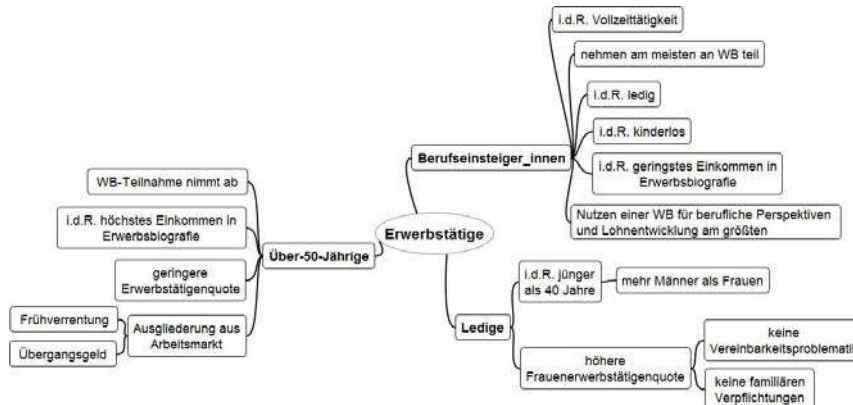 i.d.R. Vollzeittätigkeit
nehmen am meisten an WB teil
i.d.R. ledig
i.d.R. kinderlos
Berufseinsteiger_innen
i.d.R. geringstes Einkommen in
Erwerbsbiografie
Nutzen einer WB für berufliche Perspektiven
und Lohnentwicklung am größten
WB-Teilnahme nimmt ab
i.d.R. höchstes Einkommen in
Erwerbsbiografie
Über-50-Jährige
geringere
Erwerbstätigenquote
Frühverrentung
Übergangsgeld
Ausgliederung aus
Arbeitsmarkt
Erwerbstätige
i.d.R. jünger
als 40 Jahre
mehr Männer als Frauen
Ledige
höhere
Frauenerwerbstätigenquote
keine
Vereinbarkeitsproblemati
keine familiären
Verpflichtungen